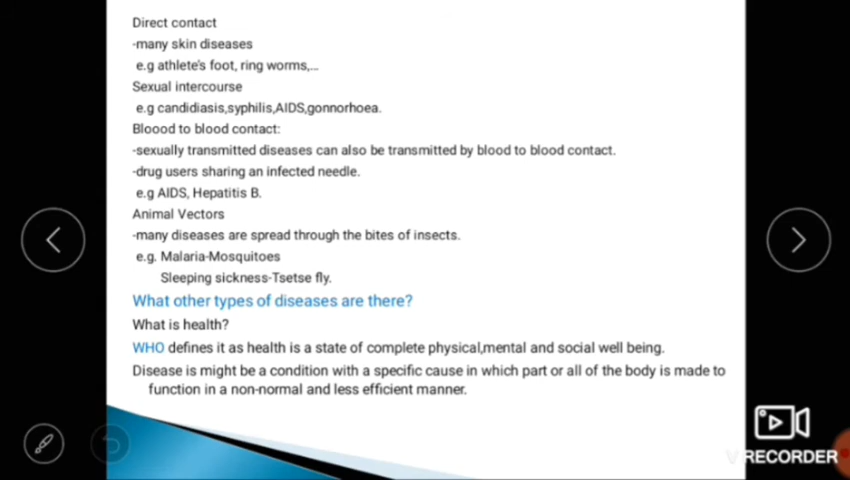 Direct contact
-many skin diseases
e.g athlete's foot, ring worms,...
Sexual intercourse
e.g candidiasis,syphilis,AIDS,gonnorhoea.
Bloood to blood contact:
-sexually transmitted diseases can also be transmitted by blood to blood contact.
-drug users sharing an infected needle.
e.g AIDS, Hepatitis B.
Animal Vectors
-many diseases are spread through the bites of insects.
e.g. Malaria-Mosquitoes
Sleeping sickness-Tsetse fly.
What other types of diseases are there?
What is health?
WHO defines it as health is a state of complete physical,mental and social well being.
Disease is might be a condition with a specific cause in which part or all of the body is made to
function in a non-normal and less efficient manner.
V RECORDER